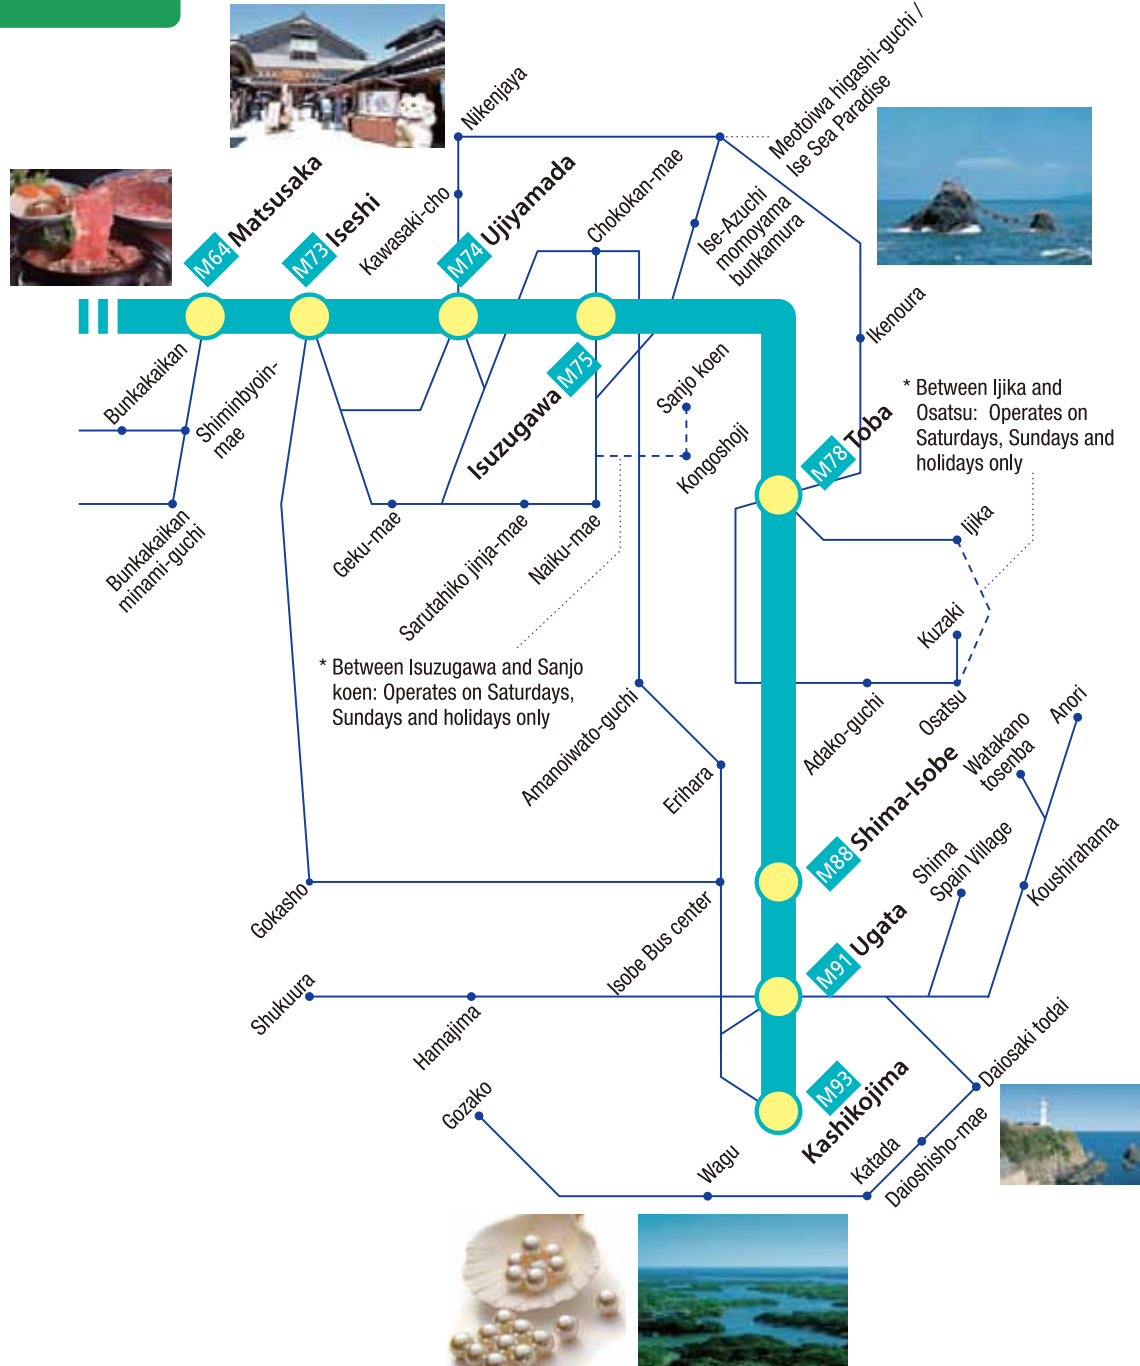 Nikenjaya
Meotoiwa higashi-guchi /
Ise Sea Paradise
M64 Matsusaka
M73 Iseshi
Kawasaki-cho
M74 Ujiyamada
Chokokan-mae
Ise-Azuchi
momoyama
bunkamura
Ikenoura
Bunkakaikan
Shiminbyoin-
mae
Isuzugawa M75
Sanjo koen
Kongoshoji
M78 Toba
* Between Ijika and
Osatsu: Operates on
Saturdays, Sundays and
holidays only
Bunkakaikan
minami-guchi
Geku-mae
Sarutahiko jinja-mae
Naiku-mae
Ijika
Kuzaki
* Between Isuzugawa and Sanjo
koen: Operates on Saturdays,
Sundays and holidays only
Amanoiwato-guchi
Erihara
Adako-guchi
Osatsu
Watakano
tosenba
Anori
M88 Shima-Isobe
Shima
Spain Village
Koushirahama
Gokasho
Isobe Bus center
M91 Ugata
Shukuura
Hamajima
Daiosaki todai
M93
Kashikojima
Gozako
Wagu
Katada
Daioshisho-mae